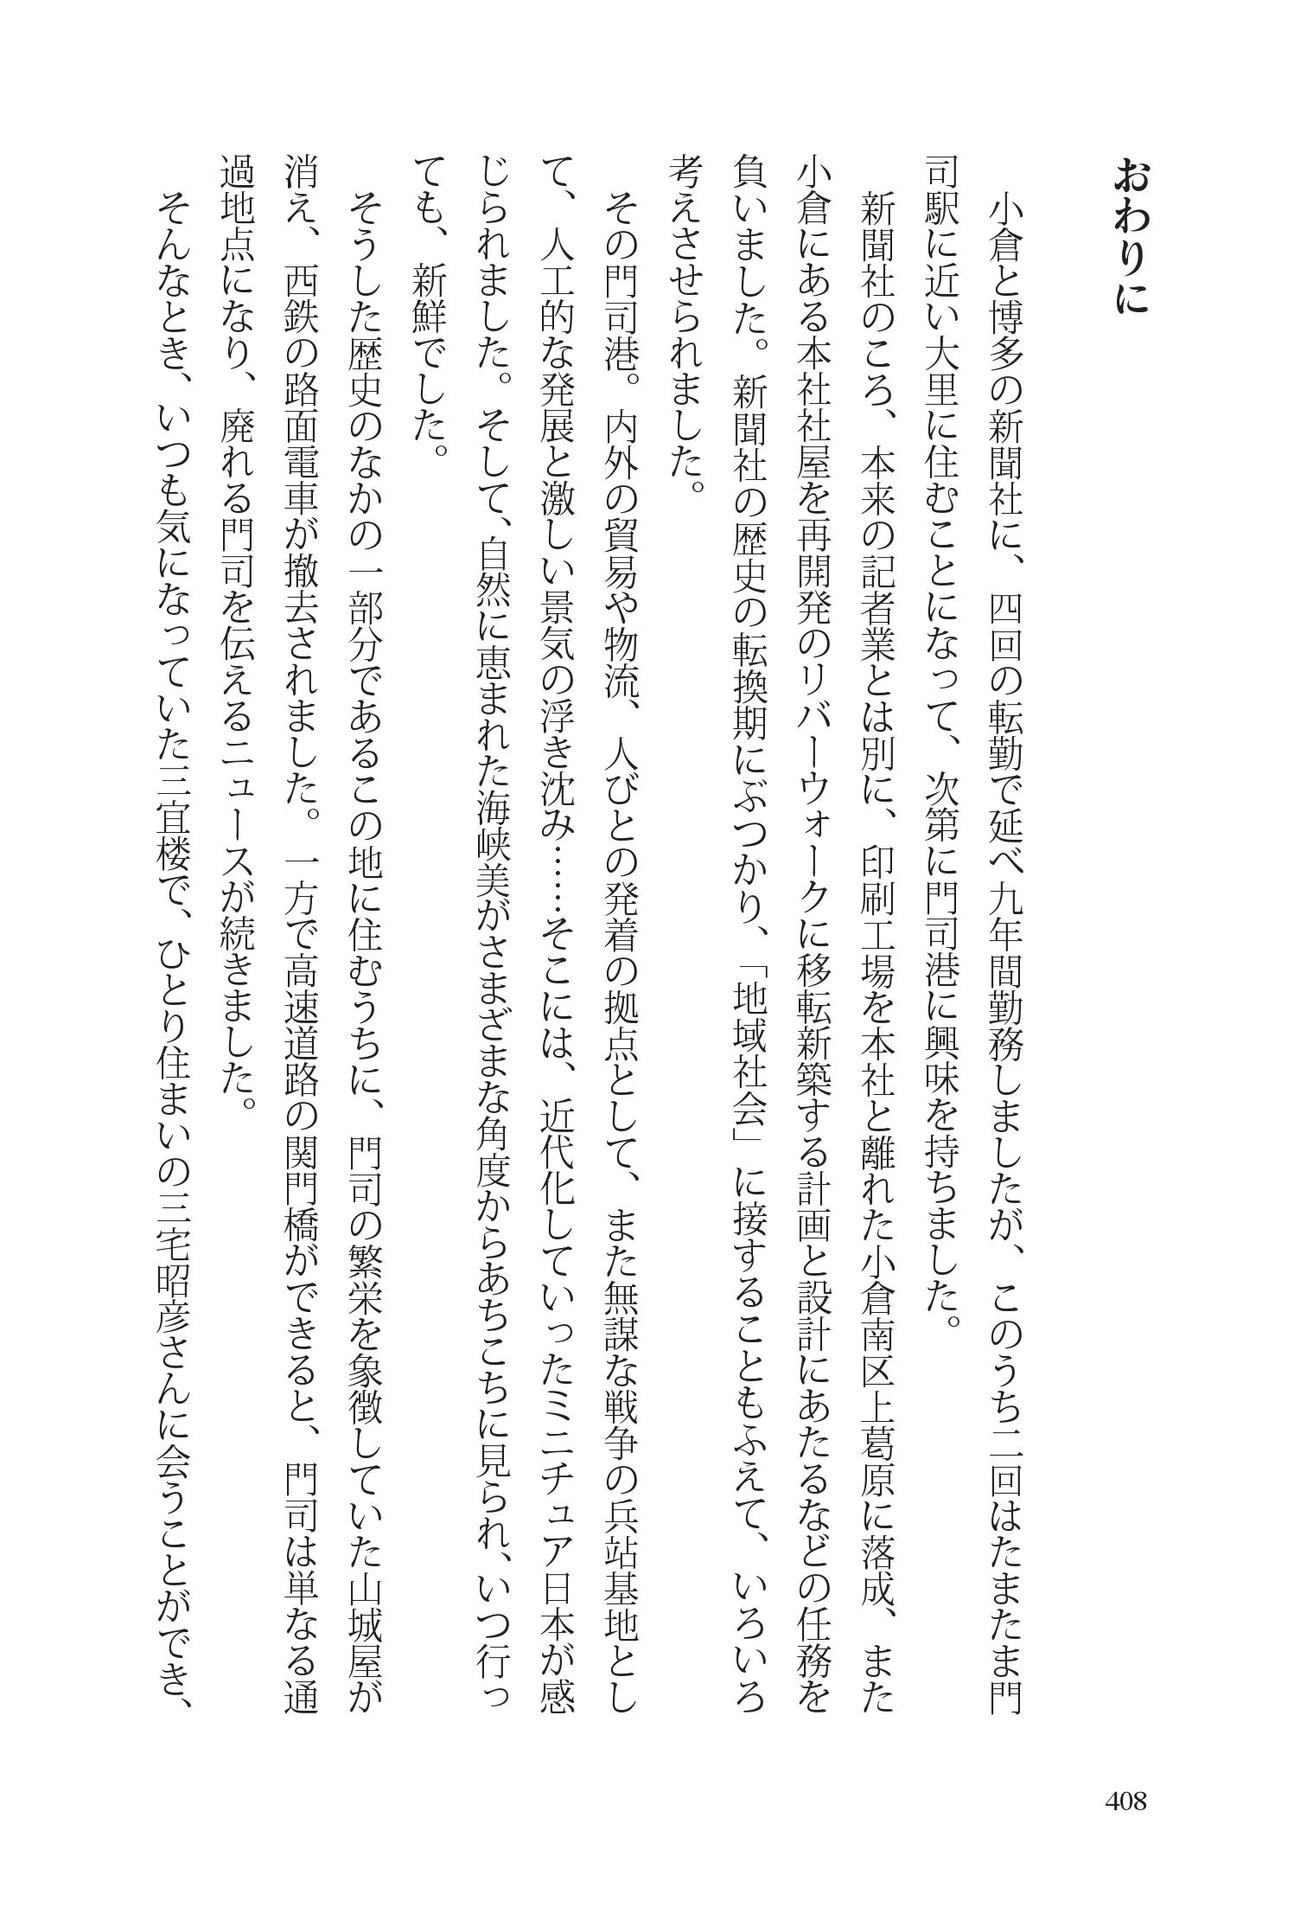 おわりに
　小倉と博多の新聞社に、四回の転勤で延べ九年間勤務しましたが、このうち二回はたまたま門
司駅に近い大里に住むことになって、次第に門司港に興味を持ちました。
　新聞社のころ、本来の記者業とは別に、印刷工場を本社と離れた小倉南区上葛原に落成、また
小倉にある本社社屋を再開発のリバーウォークに移転新築する計画と設計にあたるなどの任務を
負いました。新聞社の歴史の転換期にぶつかり、「地域社会」に接することもふえて、いろいろ
考えさせられました。
　その門司港。内外の貿易や物流、人びとの発着の拠点として、また無謀な戦争の兵站基地とし
て、人工的な発展と激しい景気の浮き沈み……そこには、近代化していったミニチュア日本が感
じられました。そして、自然に恵まれた海峡美がさまざまな角度からあちこちに見られ、いつ行っ
ても、新鮮でした。
　そうした歴史のなかの一部分であるこの地に住むうちに、門司の繁栄を象徴していた山城屋が
消え、西鉄の路面電車が撤去されました。一方で高速道路の関門橋ができると、門司は単なる通
過地点になり、廃れる門司を伝えるニュースが続きました。
　そんなとき、いつも気になっていた三宜楼で、ひとり住まいの三宅昭彦さんに会うことができ、
408